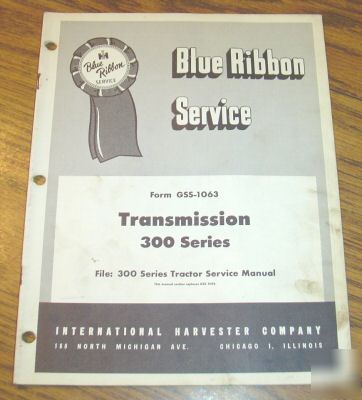 IH
Blue
Ribbon
SERVICE
Blue Ribbon
Service
Form GSS-1063
Transmission
300 Series
File: 300 Series Tractor Service Manual
INTERNATIONAL HARVESTER COMPANY
180 NORTH MICHIGAN AVE. CHICAGO 1, ILLINOIS